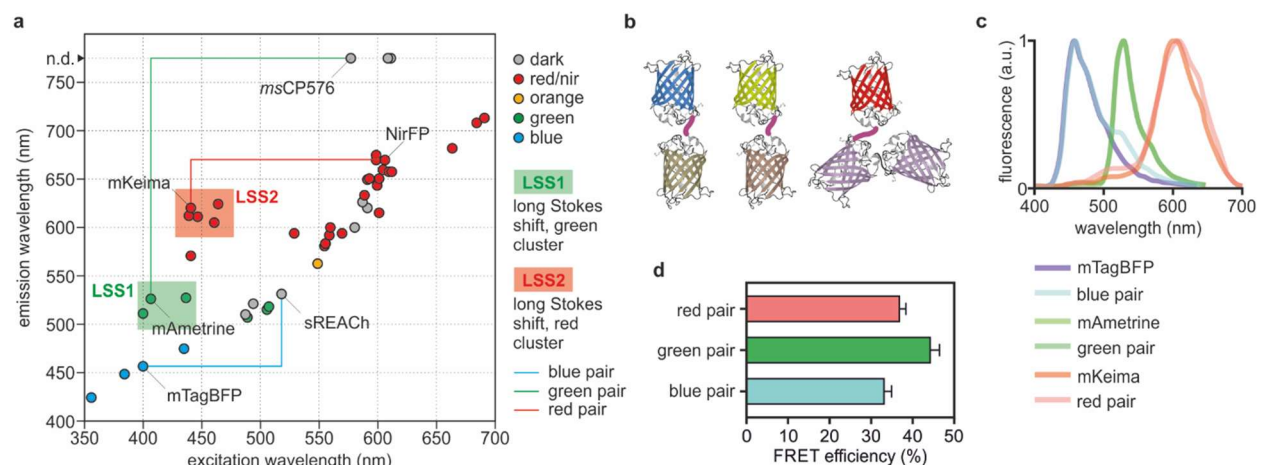 a
n.d.
750
700
650
600
550
500
450
400
350
400
450
500
550
600
650
700
emission wavelength (nm)
excitation wavelength (nm)
msCP576
NirFP
mKeima
LSS2
LSS1
mAmetrine
sREACh
mTagBFP
dark
red/nir
orange
green
blue
LSS1
long Stokes
shift, green
cluster
LSS2
long Stokes
shift, red
cluster
blue pair
green pair
red pair
b
c
fluorescence (a.u.)
1
0
400
500
600
700
wavelength (nm)
mTagBFP
blue pair
mAmetrine
green pair
mKeima
red pair
d
red pair
green pair
blue pair
0
10
20
30
40
50
FRET efficiency (%)